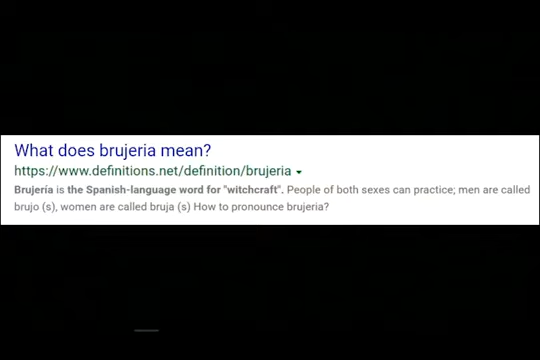 What does brujeria mean?
https://www.definitions.net/definition/brujeria
Brujería is the Spanish-language word for "witchcraft". People of both sexes can practice; men are called
brujo (s), women are called bruja (s) How to pronounce brujeria?